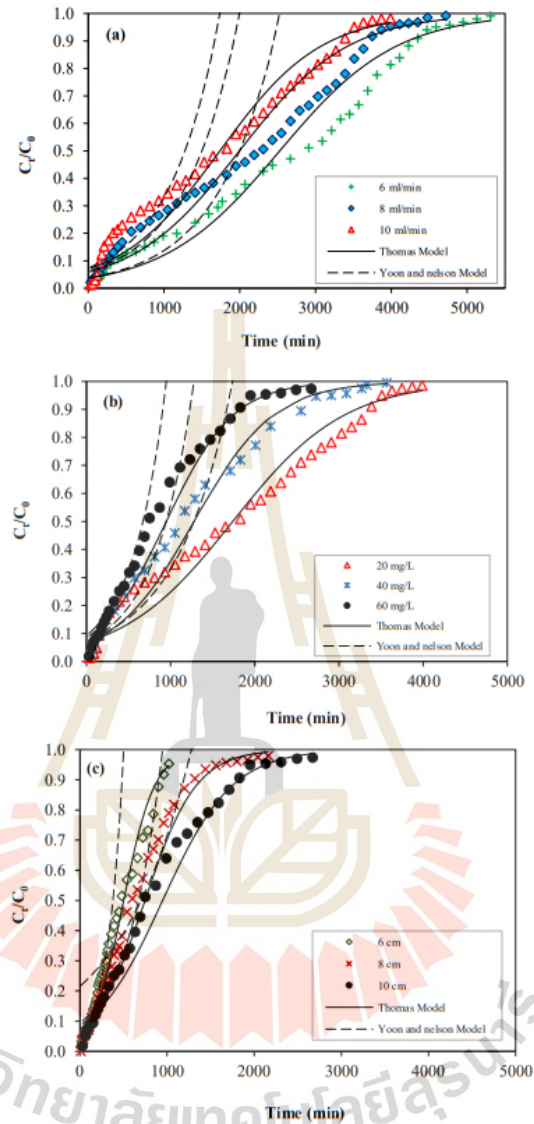 (a)
1.0
0.9
0.8
0.7
0.6
0.5
0.4
0.3
0.2
0.1
0.0
C_t/C_0
6 ml/min
8 ml/min
10 ml/min
Thomas Model
Yoon and nelson Model
0 1000 2000 3000 4000 5000
Time (min)
(b)
1.0
0.9
0.8
0.7
0.6
0.5
0.4
0.3
0.2
0.1
0.0
C_t/C_0
20 mg/L
40 mg/L
60 mg/L
Thomas Model
Yoon and nelson Model
0 1000 2000 3000 4000 5000
Time (min)
(c)
1.0
0.9
0.8
0.7
0.6
0.5
0.4
0.3
0.2
0.1
0.0
C_t/C_0
6 cm
8 cm
10 cm
Thomas Model
Yoon and nelson Model
0 1000 2000 3000 4000 5000
Time (min)